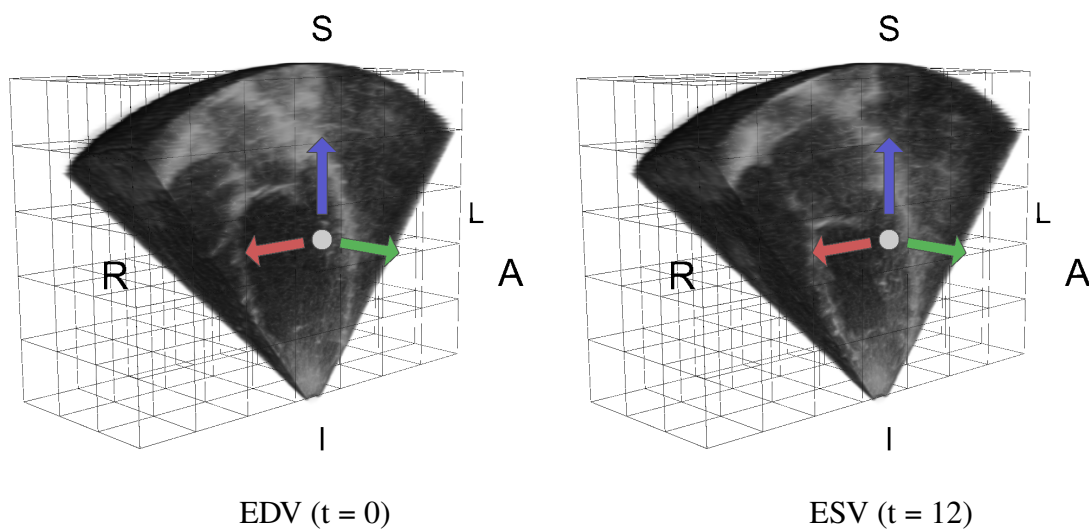 S S
L L
R A R A
I I
EDV (t = 0) ESV (t = 12)